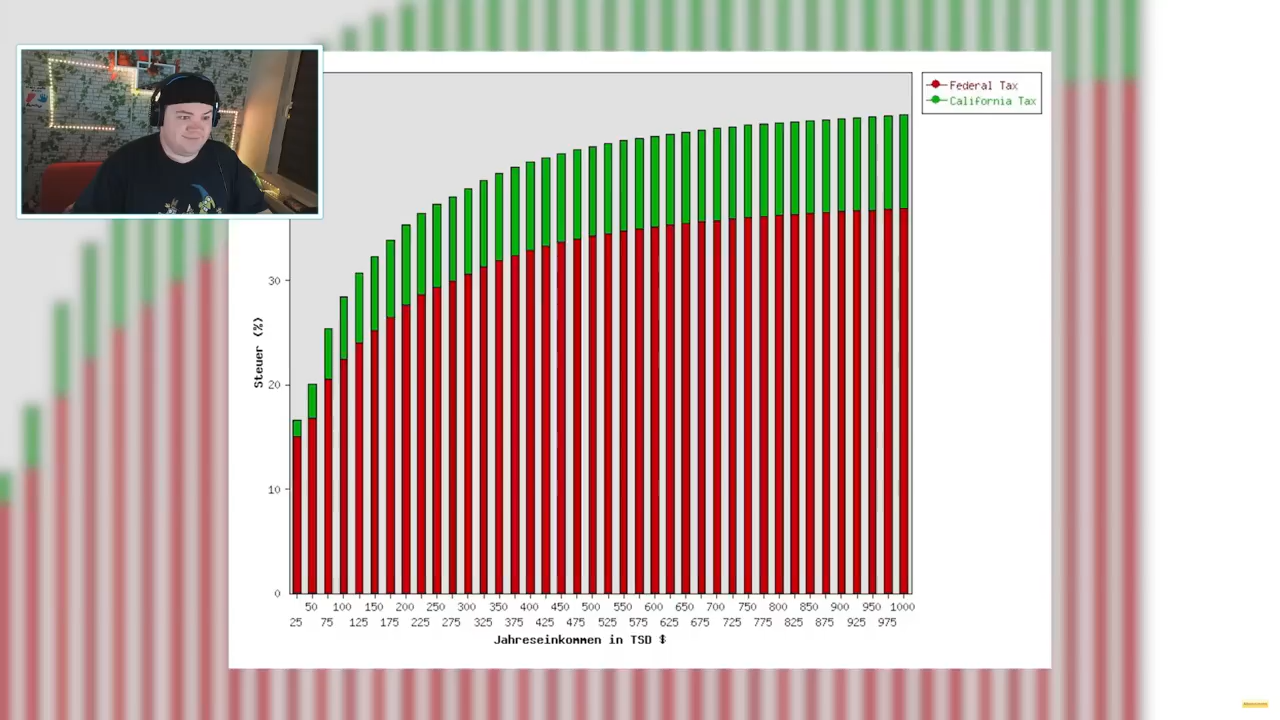 Federal Tax
California Tax
30
20
10
0
Steuer (%)
50 100 150 200 250 300 350 400 450 500 550 600 650 700 750 800 850 900 950 1000
25 75 125 175 225 275 325 375 425 475 525 575 625 675 725 775 825 875 925 975
Jahreseinkommen in TSD $